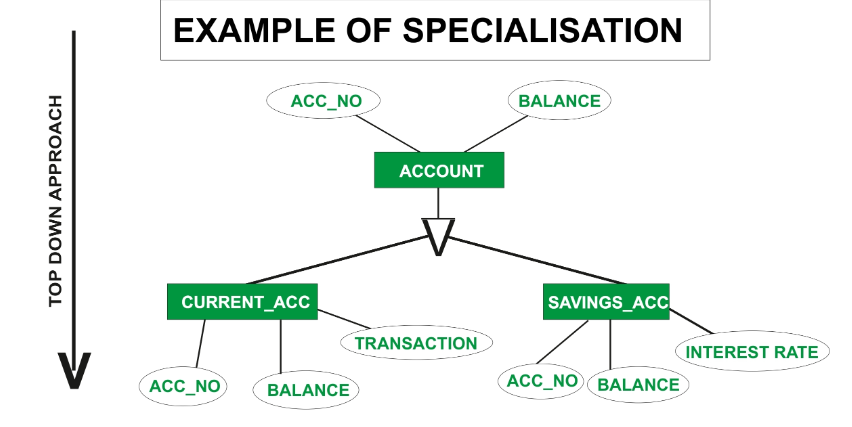 EXAMPLE OF SPECIALISATION
TOP DOWN APPROACH
ACC_NO
BALANCE
ACCOUNT
CURRENT_ACC
SAVINGS_ACC
TRANSACTION
INTEREST RATE
ACC_NO
BALANCE
ACC_NO
BALANCE